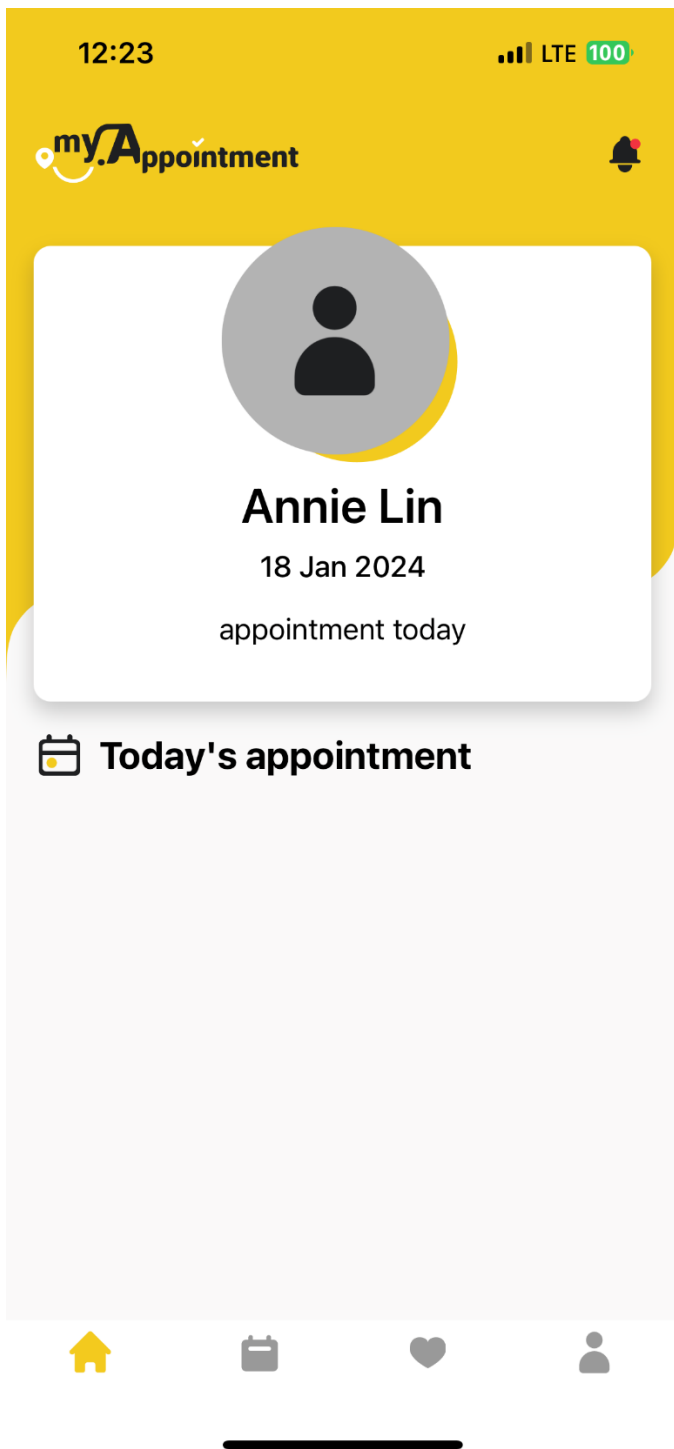 12:23
LTE 100
my.Appointment
Annie Lin
18 Jan 2024
appointment today
Today's appointment